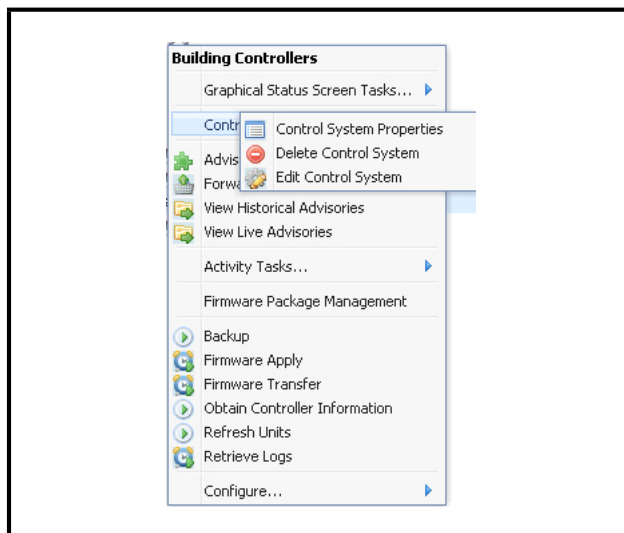 Building Controllers
Graphical Status Screen Tasks...
Contr
Control System Properties
Delete Control System
Edit Control System
Advis
Forwa
View Historical Advisories
View Live Advisories
Activity Tasks...
Firmware Package Management
Backup
Firmware Apply
Firmware Transfer
Obtain Controller Information
Refresh Units
Retrieve Logs
Configure...